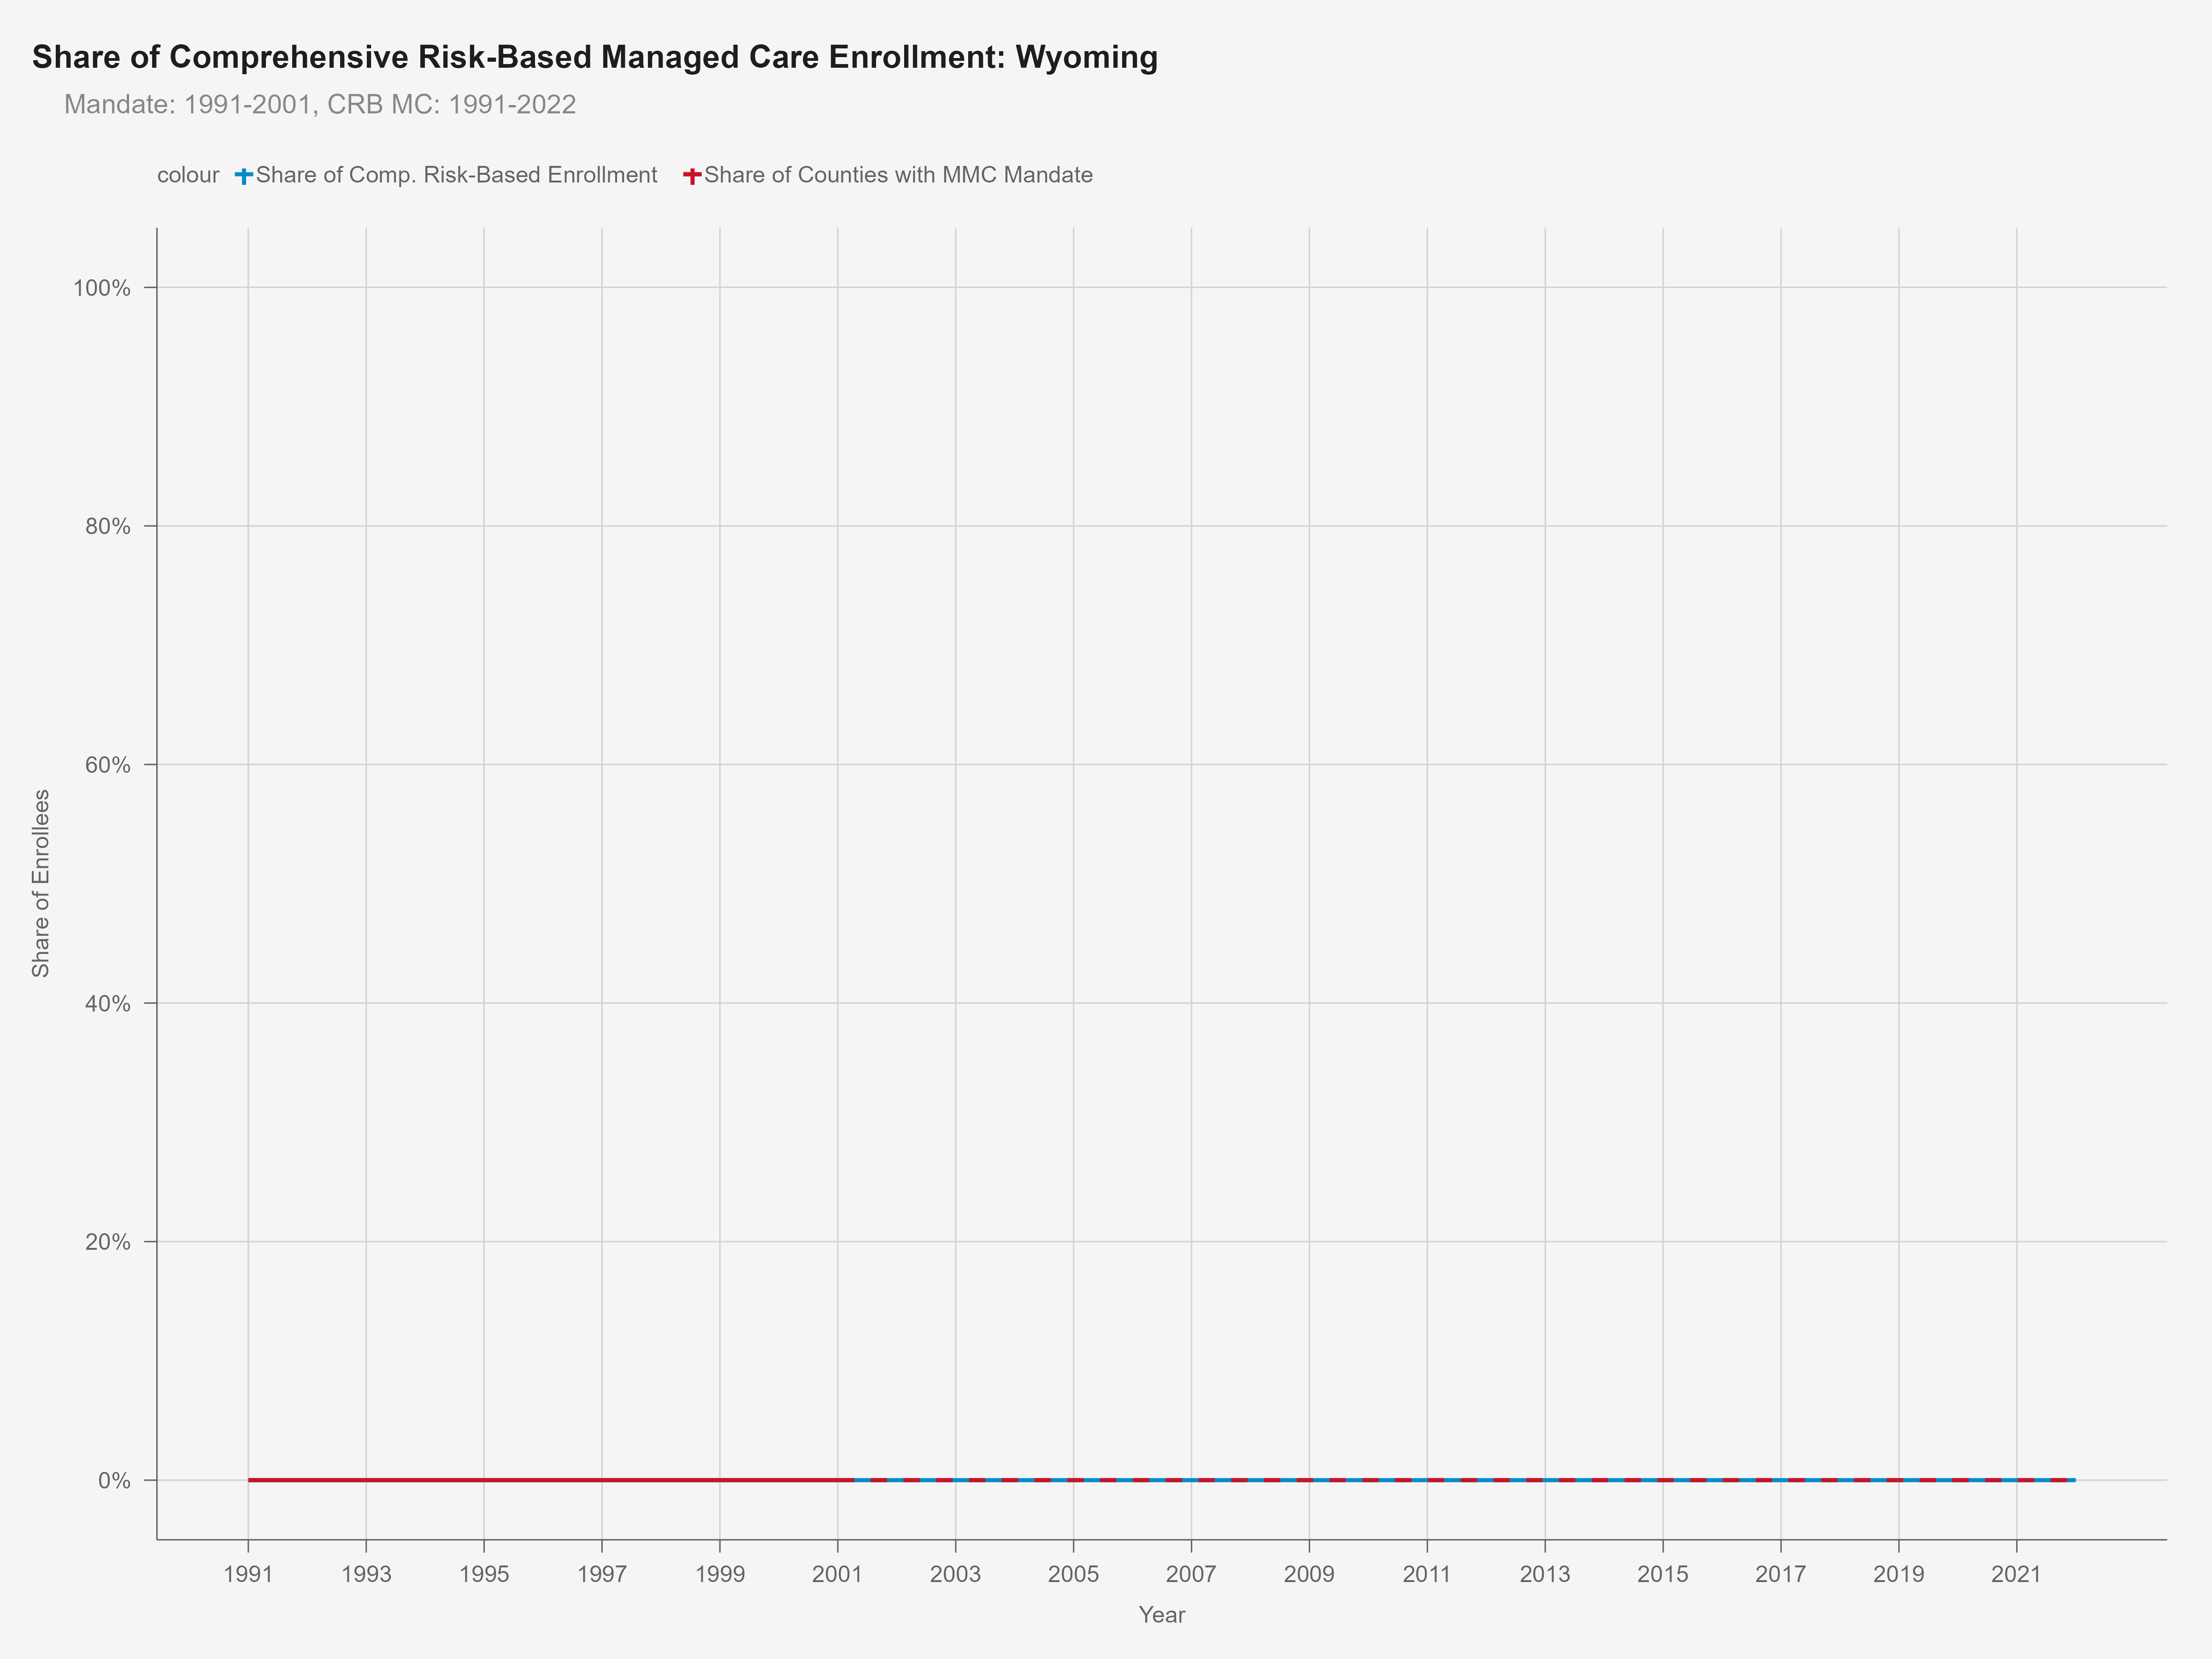 Share of Comprehensive Risk-Based Managed Care Enrollment: Wyoming
Mandate: 1991-2001, CRB MC: 1991-2022
colour Share of Comp. Risk-Based Enrollment Share of Counties with MMC Mandate
100%
80%
60%
40%
20%
0%
Share of Enrollees
1991 1993 1995 1997 1999 2001 2003 2005 2007 2009 2011 2013 2015 2017 2019 2021
Year